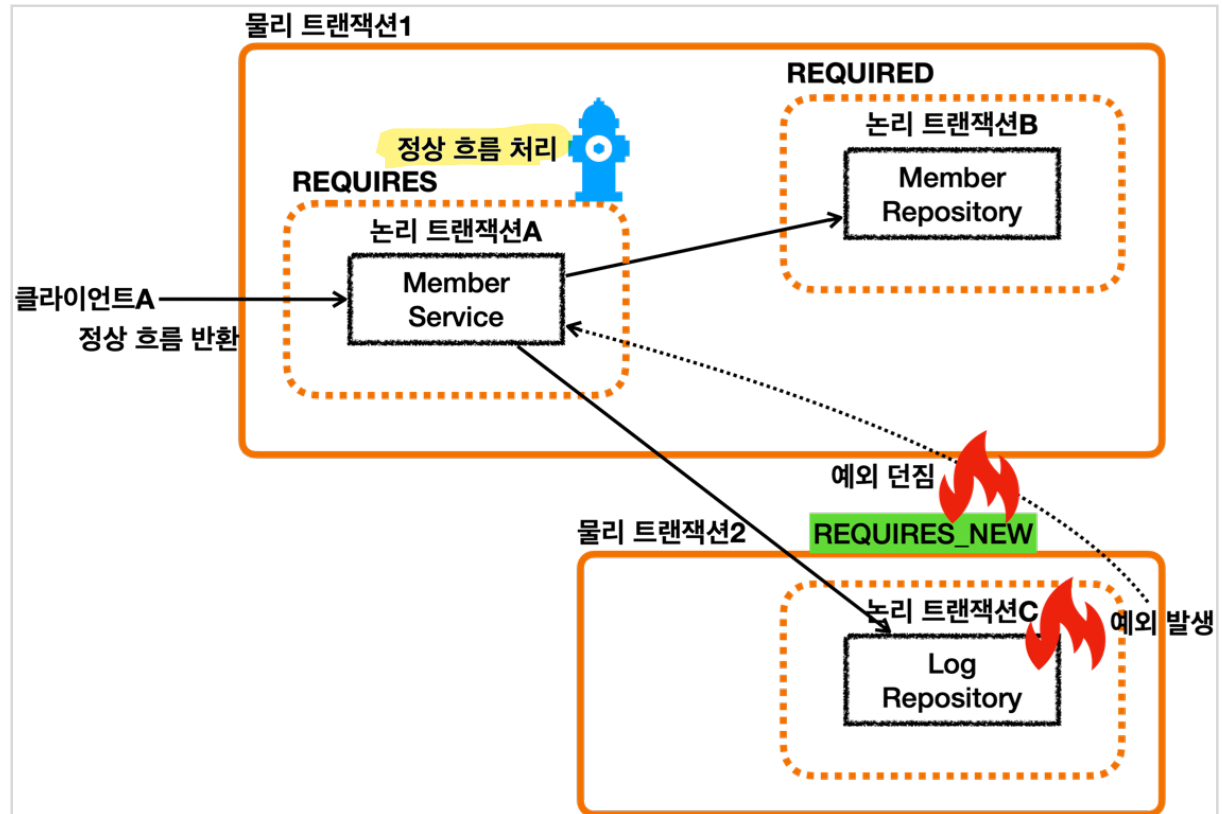 물리 트랜잭션1
REQUIRED
논리 트랜잭션B
Member
Repository
정상 흐름 처리
REQUIRES
논리 트랜잭션A
Member
Service
클라이언트A
정상 흐름 반환
예외 던짐
물리 트랜잭션2
REQUIRES_NEW
논리 트랜잭션C
예외 발생
Log
Repository